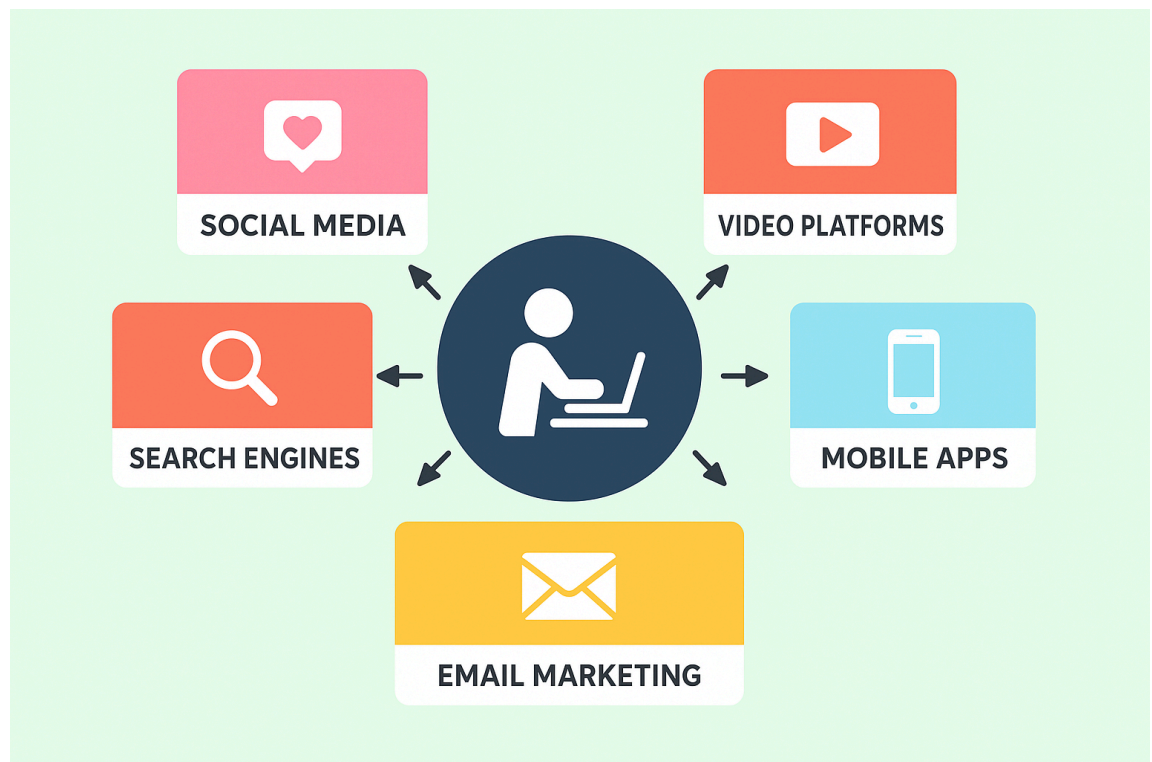 SOCIAL MEDIA
VIDEO PLATFORMS
SEARCH ENGINES
MOBILE APPS
EMAIL MARKETING